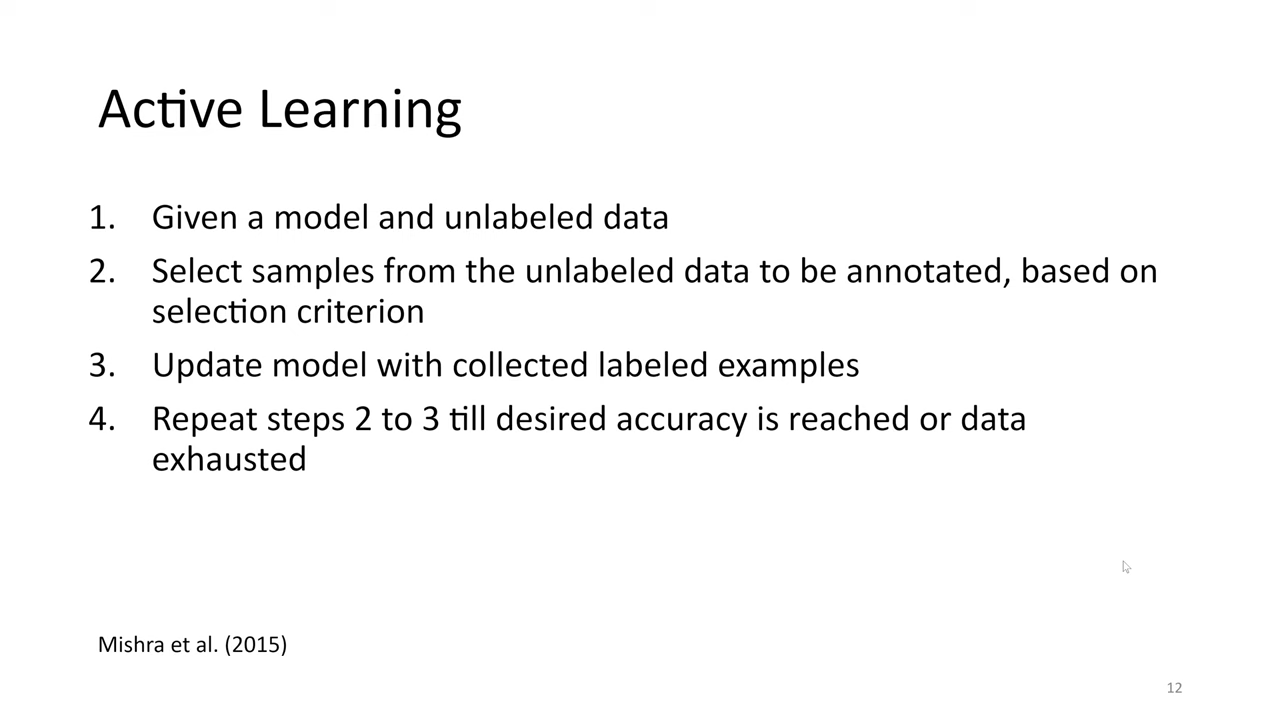 Active Learning
1. Given a model and unlabeled data
2. Select samples from the unlabeled data to be annotated, based on
selection criterion
3. Update model with collected labeled examples
4. Repeat steps 2 to 3 till desired accuracy is reached or data
exhausted
Mishra et al. (2015)
12